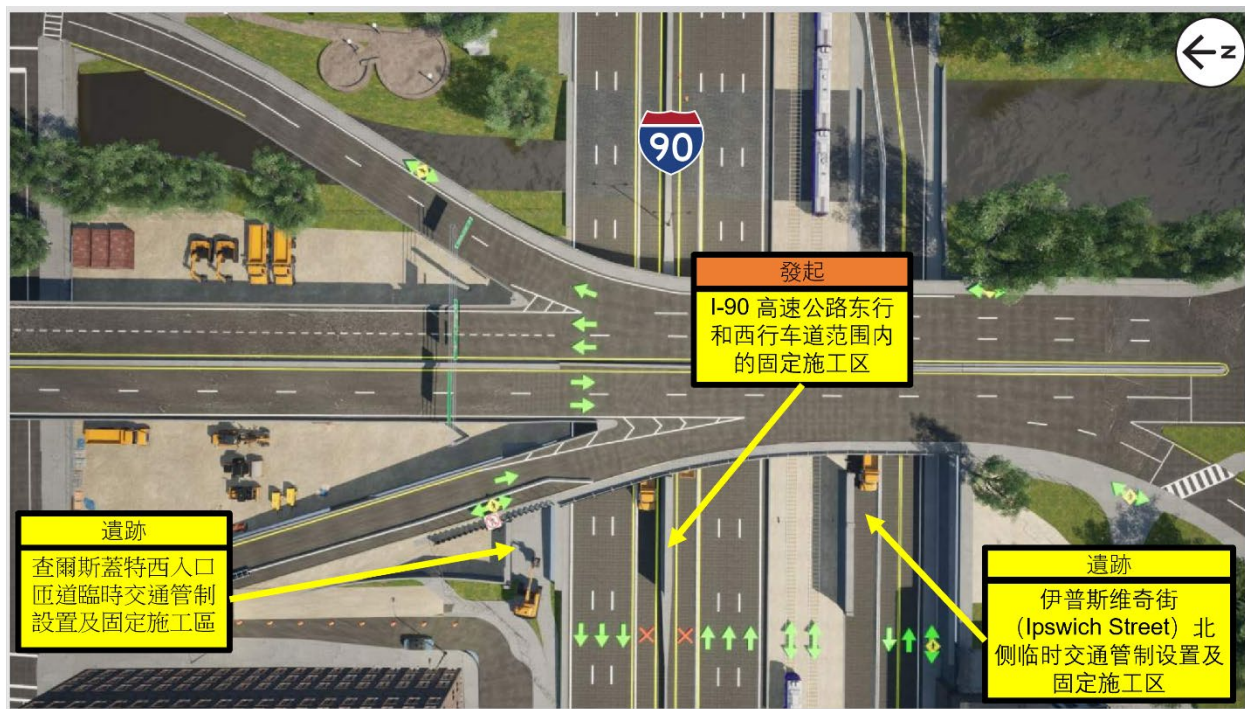 N
90
發起
I-90 高速公路东行
和西行车道范围内
的固定施工区
遺跡
查爾斯蓋特西入口
匝道臨時交通管制
設置及固定施工區
遺跡
伊普斯维奇街
（Ipswich Street）北
侧临时交通管制设置及
固定施工区